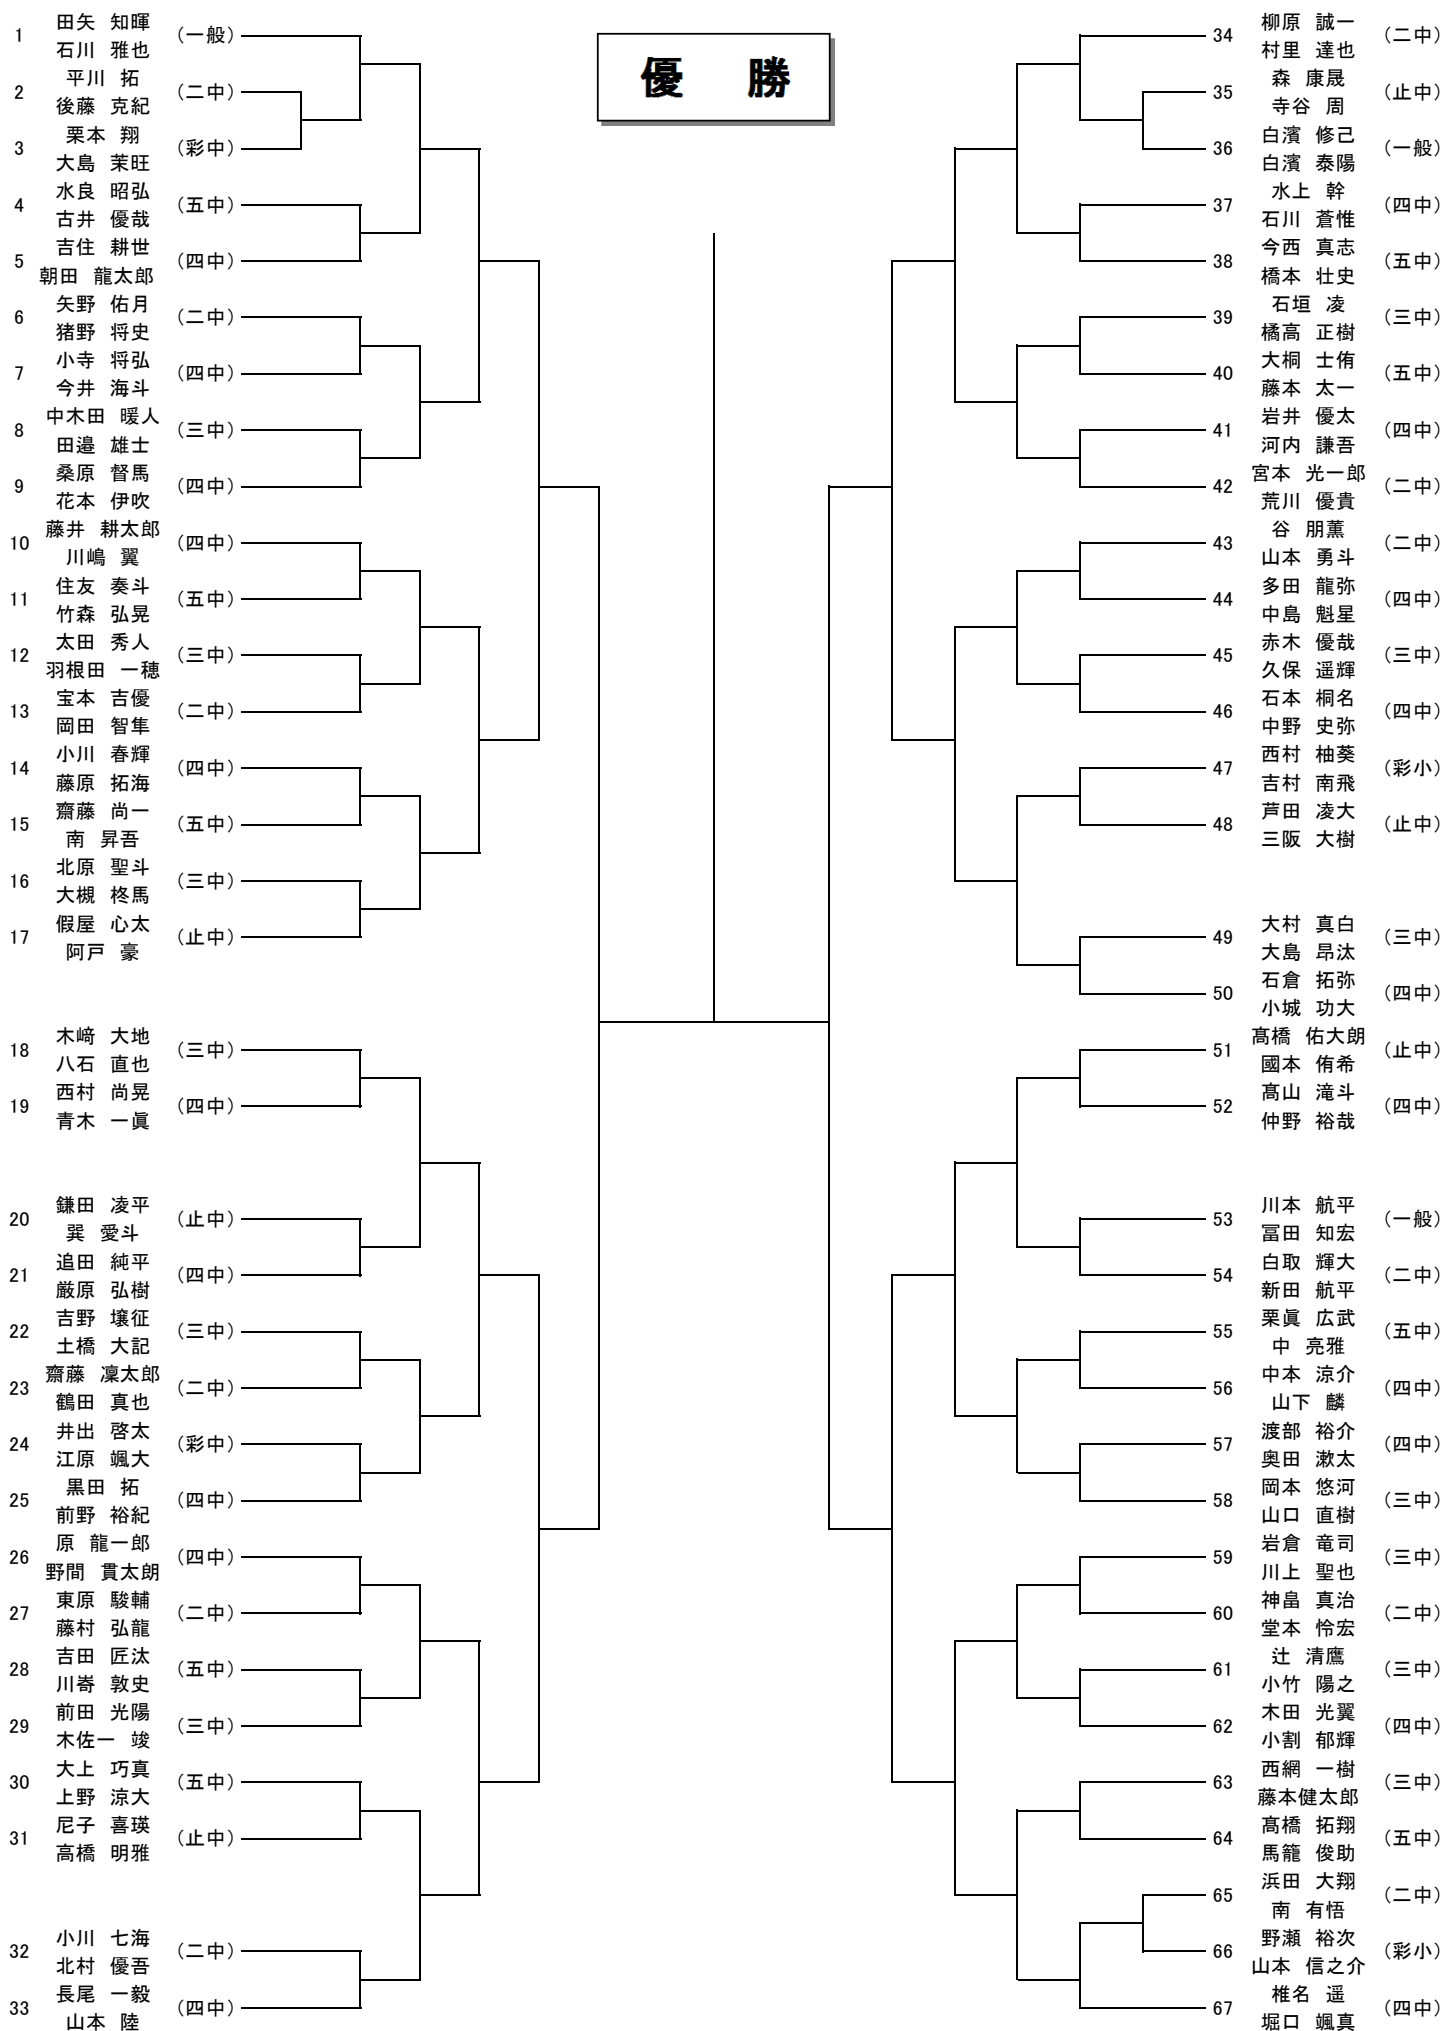 優 勝
田矢 知暉
1 (一般)
石川 雅也
平川 拓
2 (二中)
後藤 克紀
栗本 翔
3 (彩中)
大島 茉旺
水良 昭弘
4 (五中)
古井 優哉
吉住 耕世
5 (四中)
朝田 龍太郎
矢野 佑月
6 (二中)
猪野 将史
小寺 将弘
7 (四中)
今井 海斗
中木田 暖人
8 (三中)
田邉 雄士
桑原 督馬
9 (四中)
花本 伊吹
藤井 耕太郎
10 (四中)
川嶋 翼
住友 奏斗
11 (五中)
竹森 弘晃
太田 秀人
12 (三中)
羽根田 一穂
宝本 吉優
13 (二中)
岡田 智隼
小川 春輝
14 (四中)
藤原 拓海
齋藤 尚一
15 (五中)
南 昇吾
北原 聖斗
16 (三中)
大槻 柊馬
假屋 心太
17 (止中)
阿戸 豪
木﨑 大地
18 (三中)
八石 直也
西村 尚晃
19 (四中)
青木 一眞
鎌田 凌平
20 (止中)
巽 愛斗
追田 純平
21 (四中)
厳原 弘樹
吉野 壌征
22 (三中)
土橋 大記
齋藤 凜太郎
23 (二中)
鶴田 真也
井出 啓太
24 (彩中)
江原 颯大
黒田 拓
25 (四中)
前野 裕紀
原 龍一郎
26 (四中)
野間 貫太朗
東原 駿輔
27 (二中)
藤村 弘龍
吉田 匠汰
28 (五中)
川嵜 敦史
前田 光陽
29 (三中)
木佐一 竣
大上 巧真
30 (五中)
上野 涼大
尼子 喜瑛
31 (止中)
高橋 明雅
小川 七海
32 (二中)
北村 優吾
長尾 一毅
33 (四中)
山本 陸
柳原 誠一
34 (二中)
村里 達也
森 康晟
35 (止中)
寺谷 周
白濱 修己
36 (一般)
白濱 泰陽
水上 幹
37 (四中)
石川 蒼惟
今西 真志
38 (五中)
橋本 壮史
石垣 凌
39 (三中)
橘高 正樹
大桐 士侑
40 (五中)
藤本 太一
岩井 優太
41 (四中)
河内 謙吾
宮本 光一郎
42 (二中)
荒川 優貴
谷 朋薫
43 (二中)
山本 勇斗
多田 龍弥
44 (四中)
中島 魁星
赤木 優哉
45 (三中)
久保 遥輝
石本 桐名
46 (四中)
中野 史弥
西村 柚葵
47 (彩小)
吉村 南飛
芦田 凌大
48 (止中)
三阪 大樹
大村 真白
49 (三中)
大島 昂汰
石倉 拓弥
50 (四中)
小城 功大
髙橋 佑大朗
51 (止中)
國本 侑希
髙山 滝斗
52 (四中)
仲野 裕哉
川本 航平
53 (一般)
冨田 知宏
白取 輝大
54 (二中)
新田 航平
栗眞 広武
55 (五中)
中 亮雅
中本 涼介
56 (四中)
山下 麟
渡部 裕介
57 (四中)
奥田 漱太
岡本 悠河
58 (三中)
山口 直樹
岩倉 竜司
59 (三中)
川上 聖也
神畠 真治
60 (二中)
堂本 怜宏
辻 清鷹
61 (三中)
小竹 陽之
木田 光翼
62 (四中)
小割 郁輝
西網 一樹
63 (三中)
藤本健太郎
髙橋 拓翔
64 (五中)
馬籠 俊助
浜田 大翔
65 (二中)
南 有悟
野瀬 裕次
66 (彩小)
山本 信之介
椎名 遥
67 (四中)
堀口 颯真